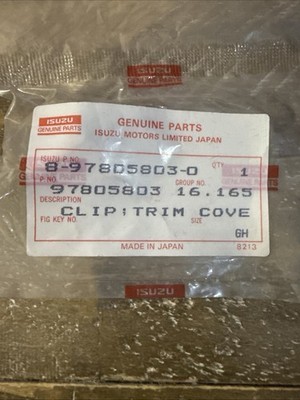 ISUZU
GENUINE PARTS
ISUZU
GENUINE PARTS
ISUZU MOTORS LIMITED JAPAN
ISUZU P NO.
QTY
8-97805803-0 1
P NO.
GROUP NO.
97805803 16.165
DESCRIPTION
CLIP;TRIM COVE
FIG KEY NO.
SIZE
GH
MADE IN JAPAN
6213
ISUZU